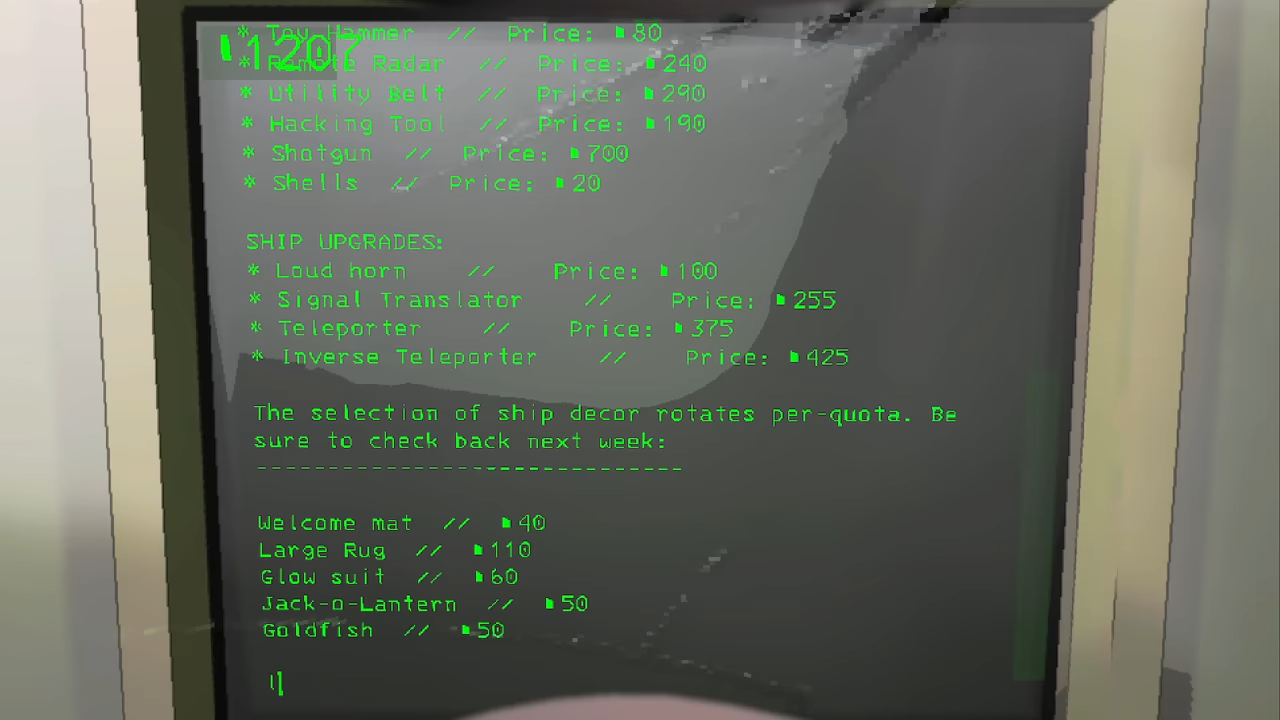 * Toy Hammer // Price: ▮80
▮1207
* Remote Radar // Price: ▮240
* Utility Belt // Price: ▮290
* Hacking Tool // Price: ▮190
* Shotgun // Price: ▮700
* Shells // Price: ▮20
SHIP UPGRADES:
* Loud horn // Price: ▮100
* Signal Translator // Price: ▮255
* Teleporter // Price: ▮375
* Inverse Teleporter // Price: ▮425
The selection of ship decor rotates per-quota. Be
sure to check back next week:
------------------------------
Welcome mat // ▮40
Large Rug // ▮110
Glow suit // ▮60
Jack-o-Lantern // ▮50
Goldfish // ▮50